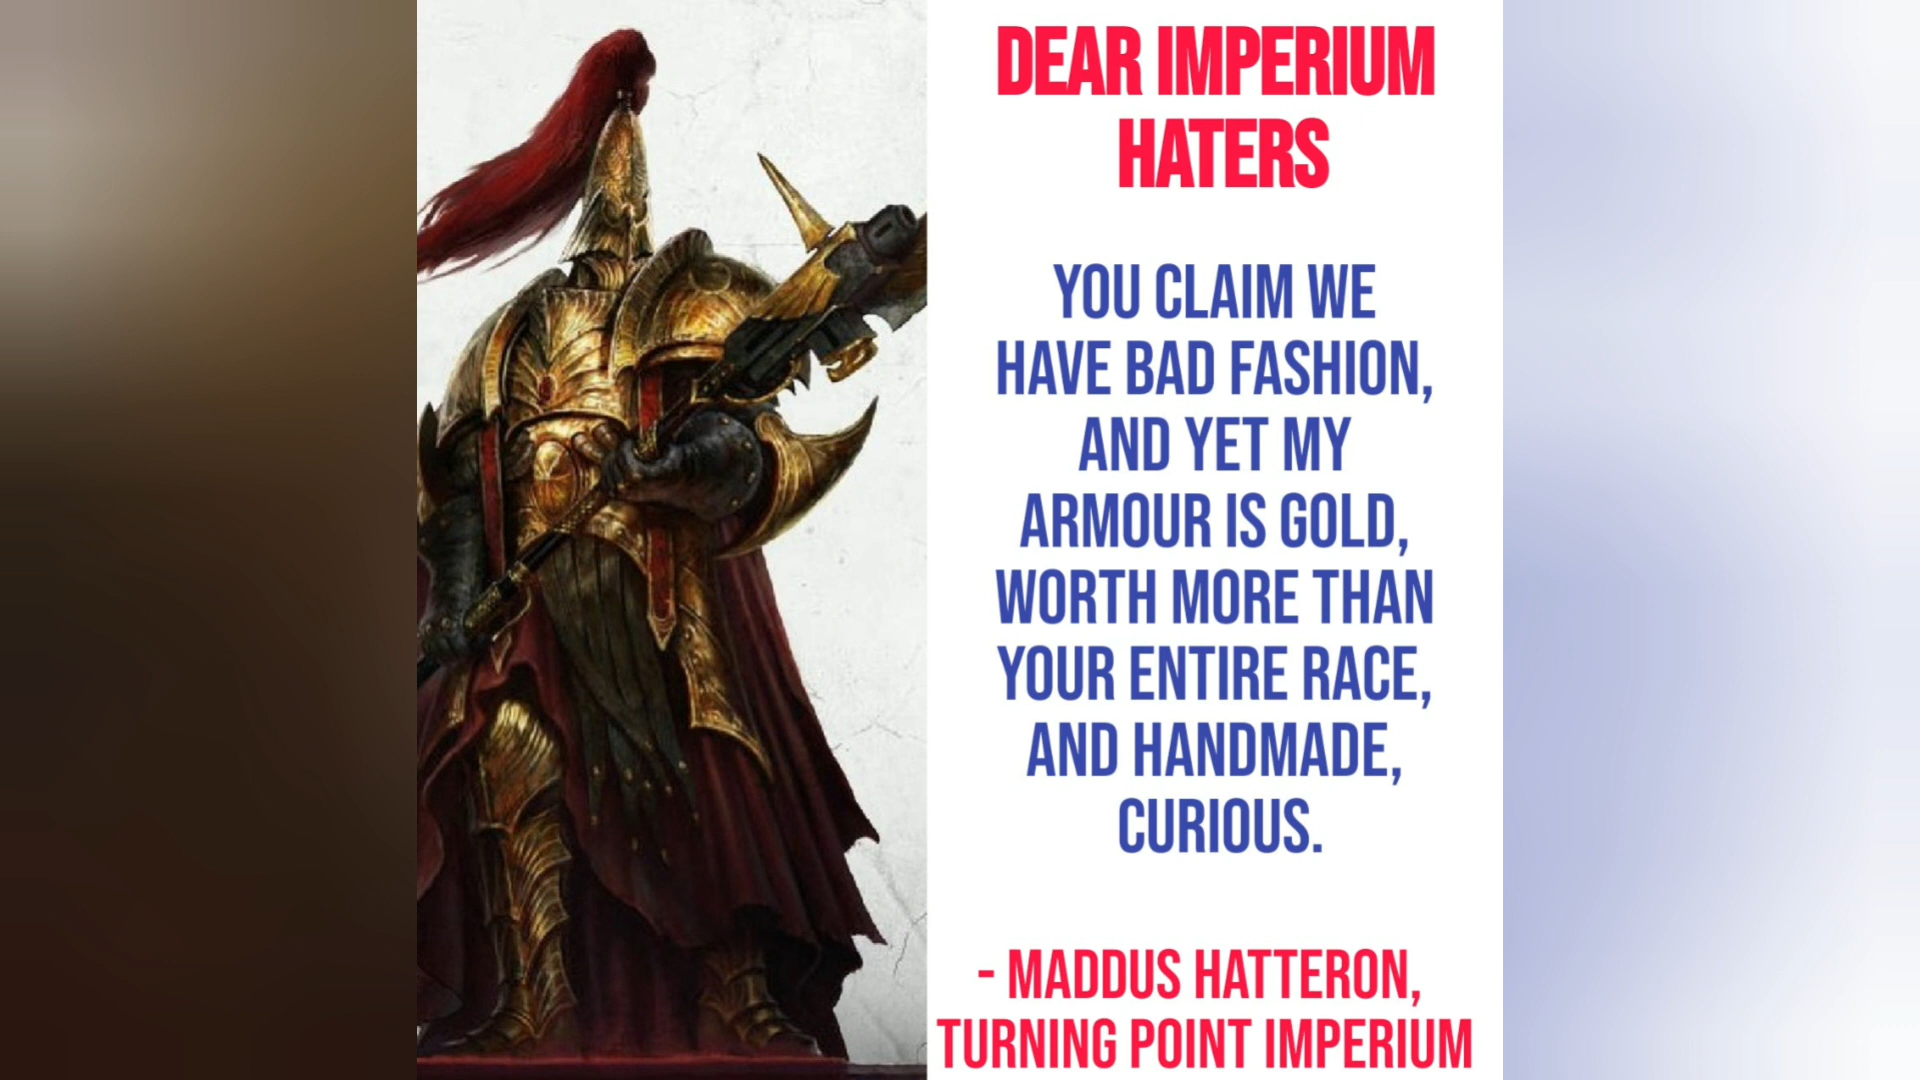 DEAR IMPERIUM
HATERS
YOU CLAIM WE
HAVE BAD FASHION,
AND YET MY
ARMOUR IS GOLD,
WORTH MORE THAN
YOUR ENTIRE RACE,
AND HANDMADE,
CURIOUS.
- MADDUS HATTERON,
TURNING POINT IMPERIUM